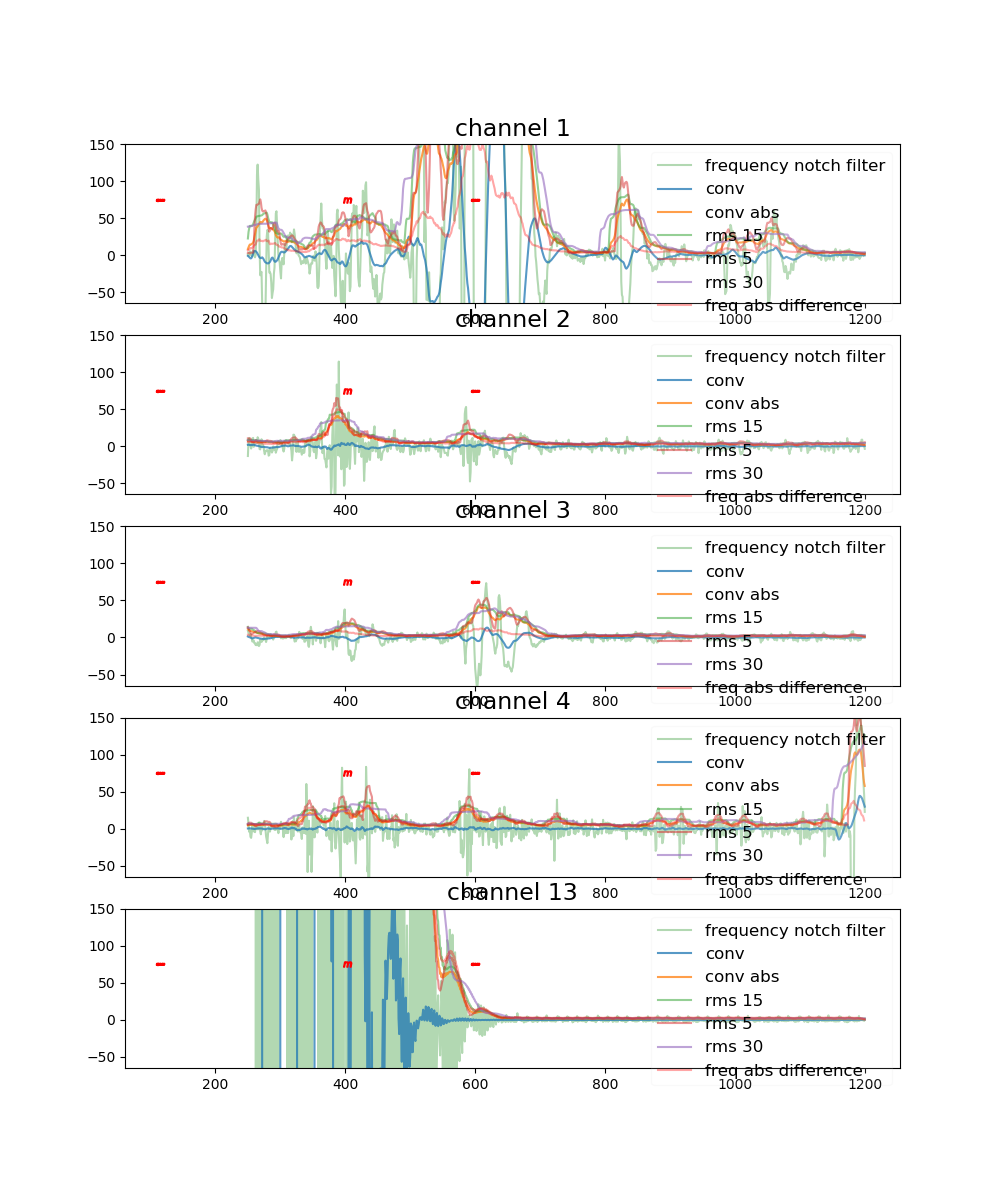 channel 1
150
100
50
0
−50
m
frequency notch filter
conv
conv abs
rms 15
rms 5
rms 30
freq abs difference
200 400 600 800 1000 1200
channel 2
150
100
50
0
−50
m
frequency notch filter
conv
conv abs
rms 15
rms 5
rms 30
freq abs difference
200 400 600 800 1000 1200
channel 3
150
100
50
0
−50
m
frequency notch filter
conv
conv abs
rms 15
rms 5
rms 30
freq abs difference
200 400 600 800 1000 1200
channel 4
150
100
50
0
−50
m
frequency notch filter
conv
conv abs
rms 15
rms 5
rms 30
freq abs difference
200 400 600 800 1000 1200
channel 13
150
100
50
0
−50
m
frequency notch filter
conv
conv abs
rms 15
rms 5
rms 30
freq abs difference
200 400 600 800 1000 1200